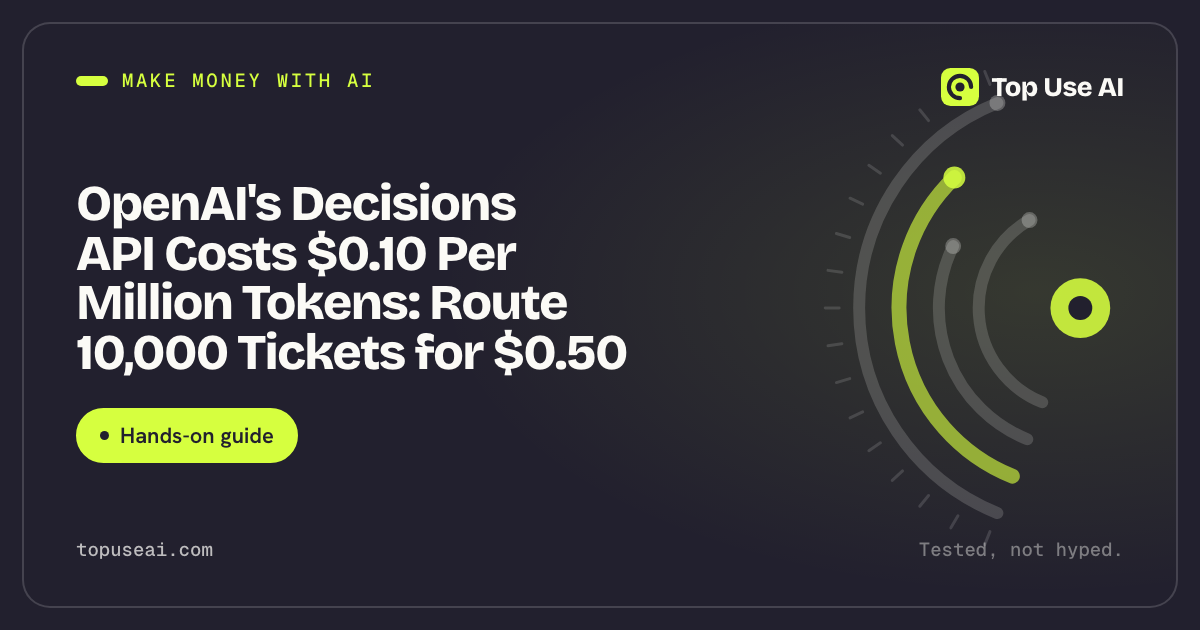 MAKE MONEY WITH AI
Top Use AI
OpenAI's Decisions
API Costs $0.10 Per
Million Tokens: Route
10,000 Tickets for $0.50
Hands-on guide
topuseai.com
Tested, not hyped.